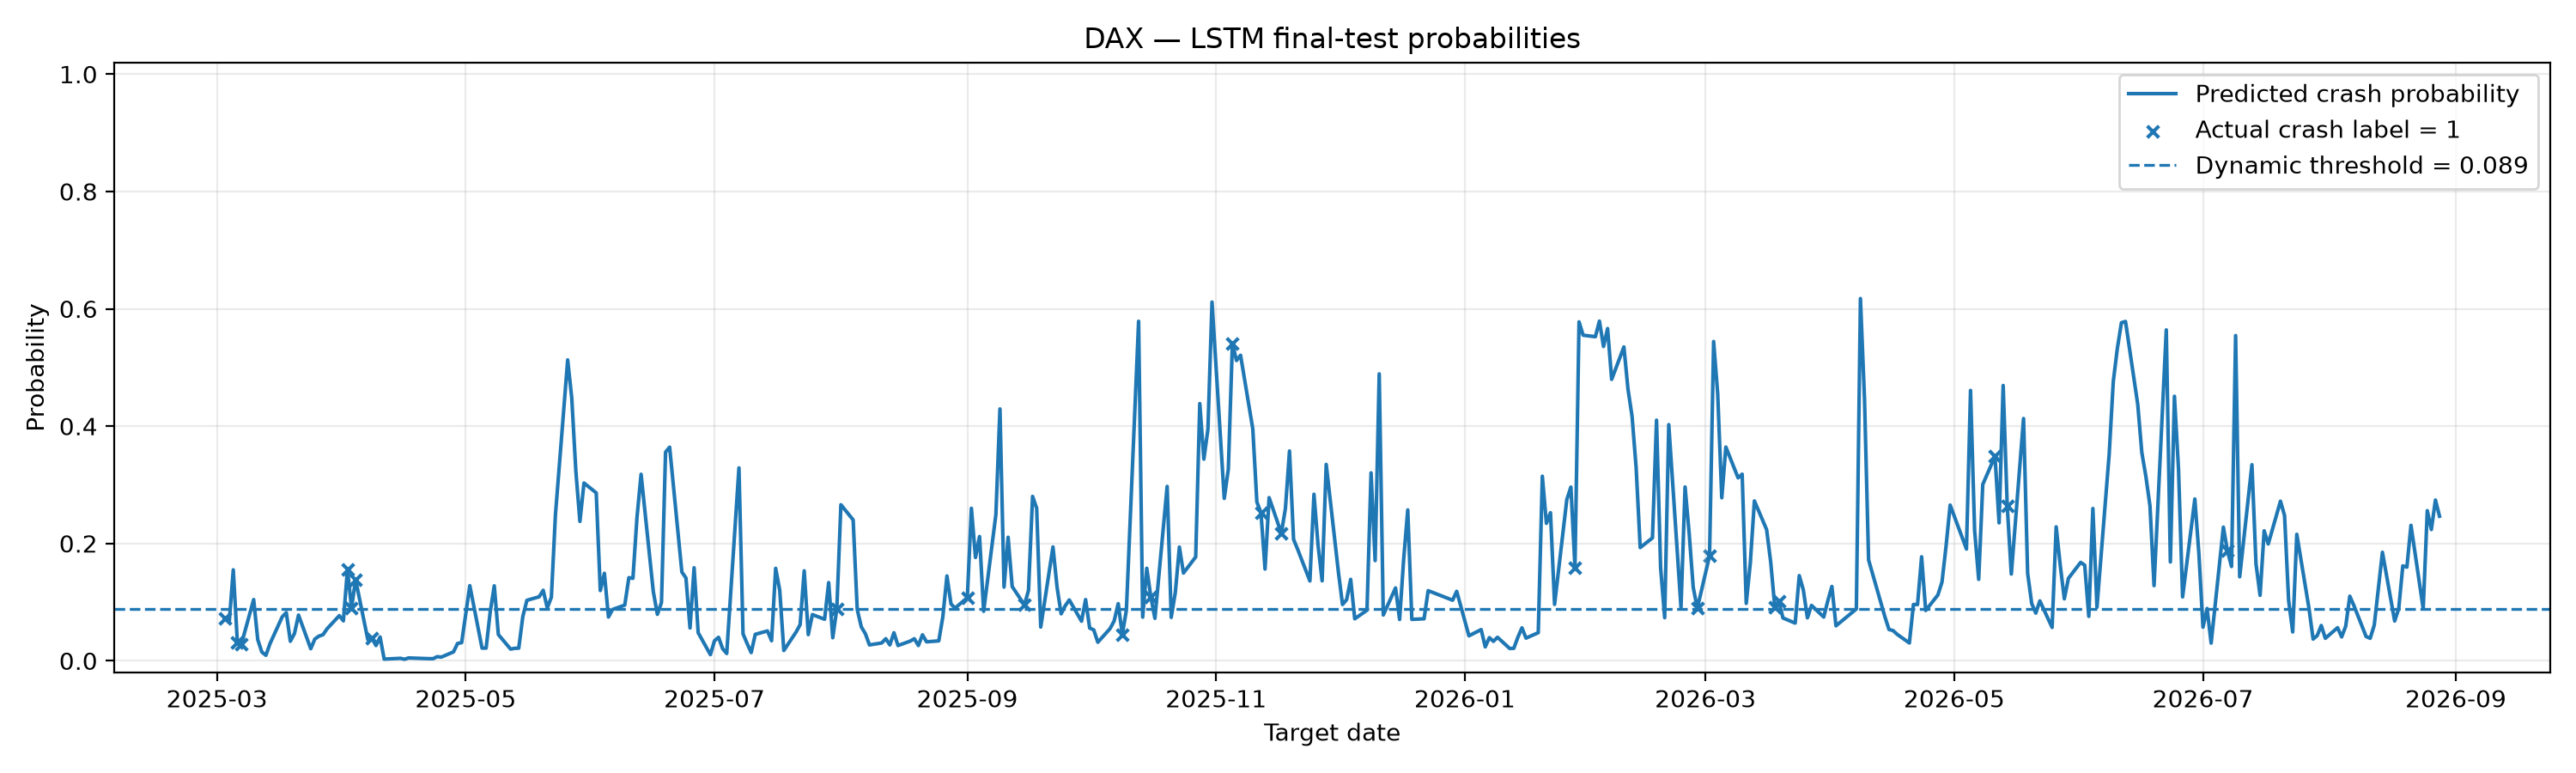 DAX — LSTM final-test probabilities
Predicted crash probability
Actual crash label = 1
Dynamic threshold = 0.089
Probability
1.0
0.8
0.6
0.4
0.2
0.0
2025-03 2025-05 2025-07 2025-09 2025-11 2026-01 2026-03 2026-05 2026-07 2026-09
Target date